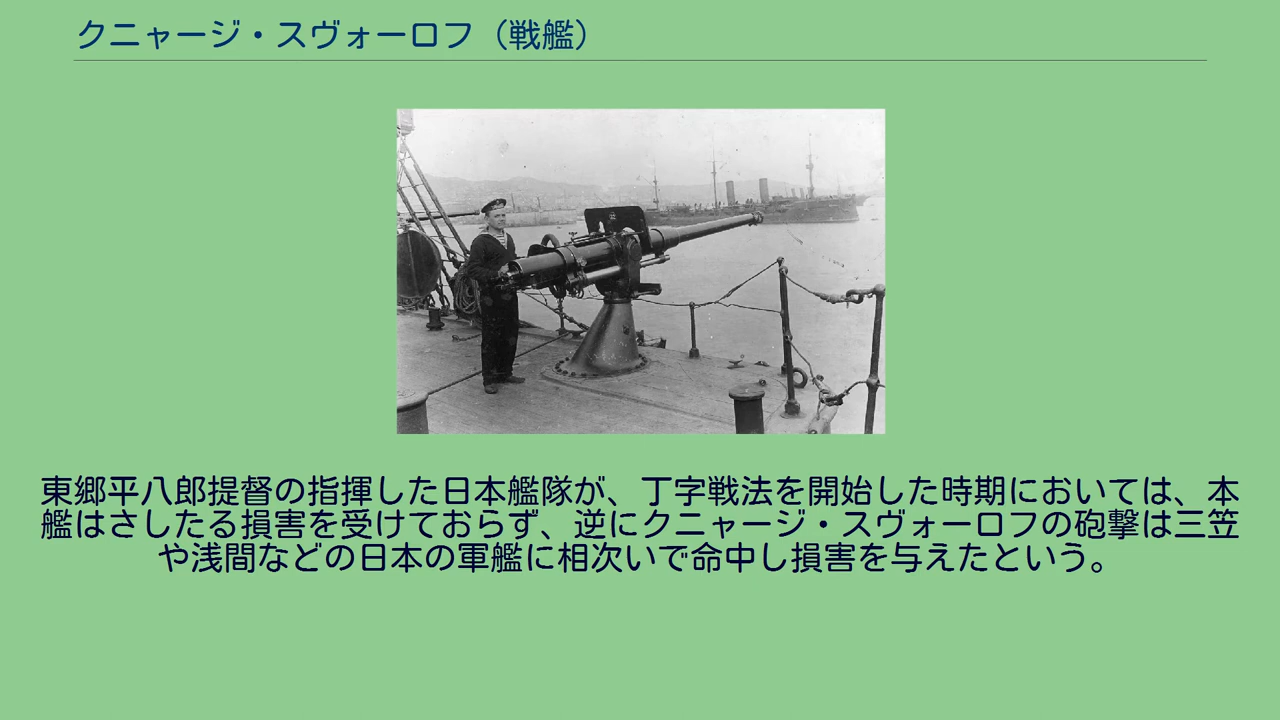 クニャージ・スヴォーロフ（戦艦）
東郷平八郎提督の指揮した日本艦隊が、丁字戦法を開始した時期においては、本
艦はさしたる損害を受けておらず、逆にクニャージ・スヴォーロフの砲撃は三笠
や浅間などの日本の軍艦に相次いで命中し損害を与えたという。